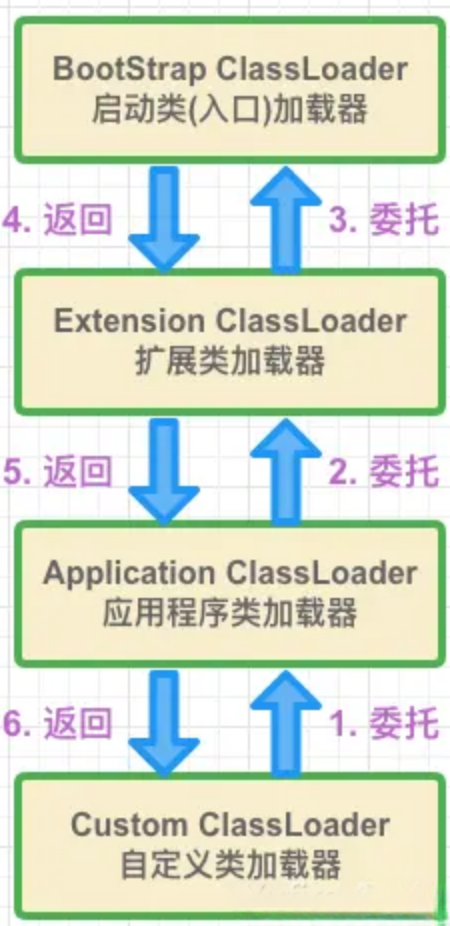 BootStrap ClassLoader
启动类(入口)加载器
4. 返回
3. 委托
Extension ClassLoader
扩展类加载器
5. 返回
2. 委托
Application ClassLoader
应用程序类加载器
6. 返回
1. 委托
Custom ClassLoader
自定义类加载器